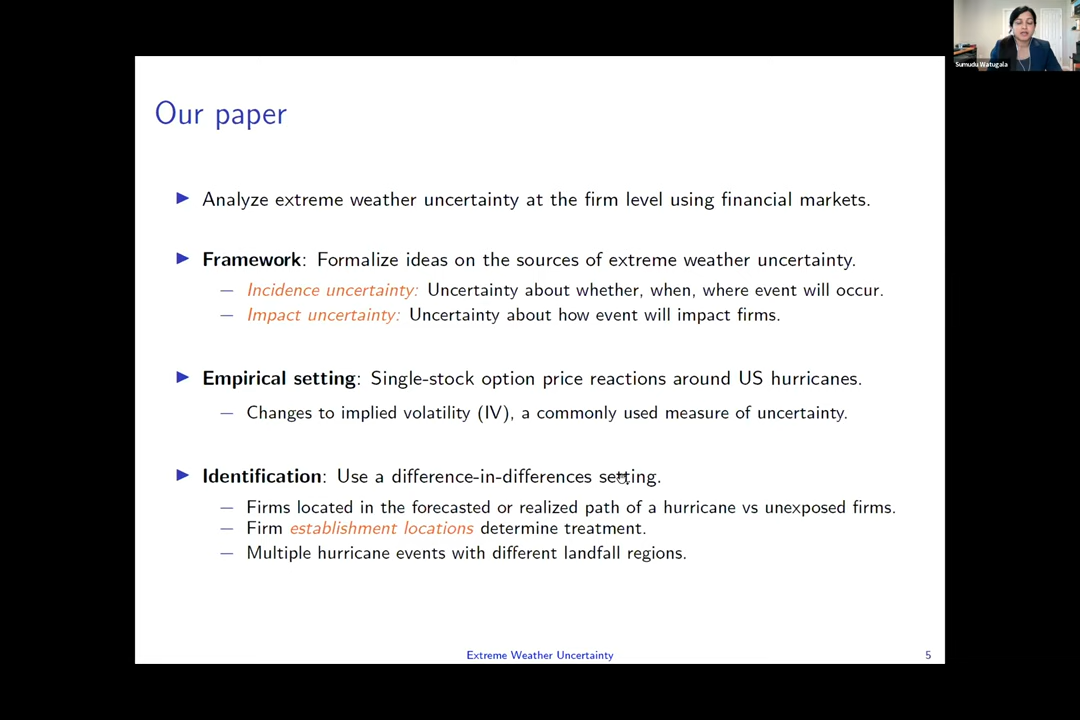 Sumudu Watugala
Our paper
▶ Analyze extreme weather uncertainty at the firm level using financial markets.
▶ Framework: Formalize ideas on the sources of extreme weather uncertainty.
– Incidence uncertainty: Uncertainty about whether, when, where event will occur.
– Impact uncertainty: Uncertainty about how event will impact firms.
▶ Empirical setting: Single-stock option price reactions around US hurricanes.
– Changes to implied volatility (IV), a commonly used measure of uncertainty.
▶ Identification: Use a difference-in-differences setting.
– Firms located in the forecasted or realized path of a hurricane vs unexposed firms.
– Firm establishment locations determine treatment.
– Multiple hurricane events with different landfall regions.
Extreme Weather Uncertainty 5